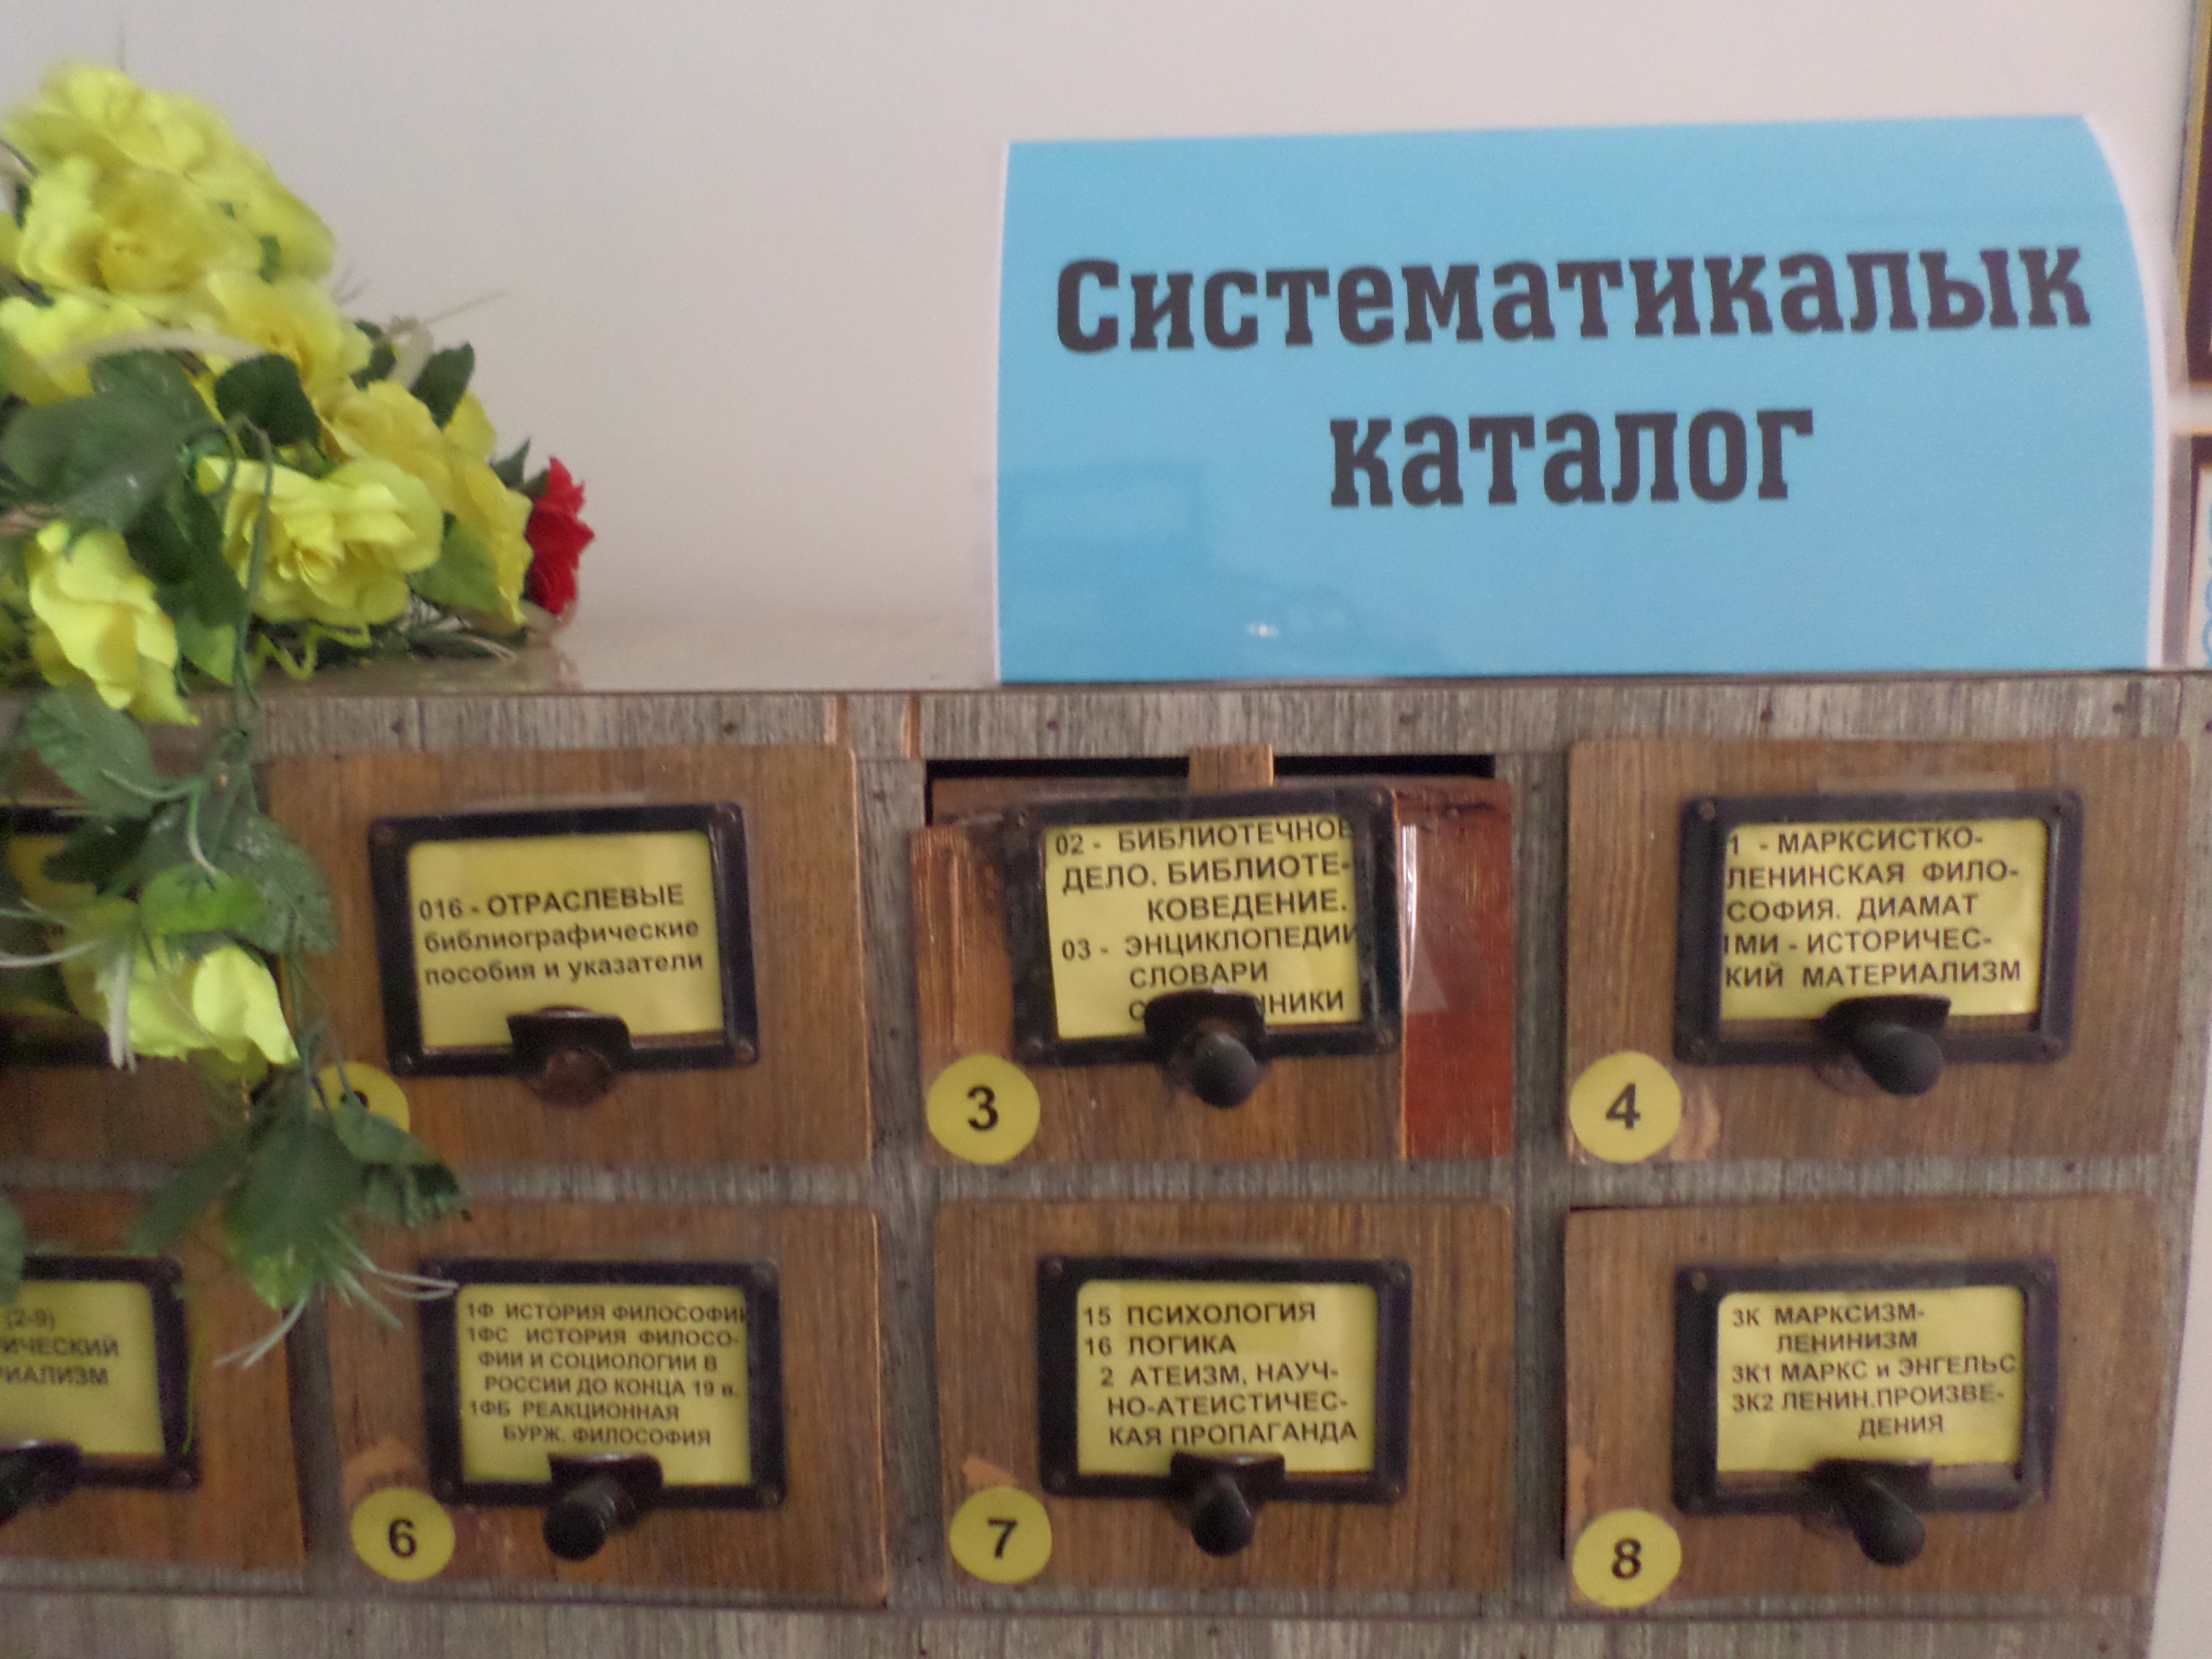 Систематикалык
каталог
016 - ОТРАСЛЕВЫЕ
библиографические
пособия и указатели
02 - БИБЛИОТЕЧНОЕ
ДЕЛО. БИБЛИОТЕ-
КОВЕДЕНИЕ.
03 - ЭНЦИКЛОПЕДИИ
СЛОВАРИ
3
1 - МАРКСИСТКО-
ЛЕНИНСКАЯ ФИЛО-
СОФИЯ. ДИАМАТ
1МИ - ИСТОРИЧЕС-
КИЙ МАТЕРИАЛИЗМ
4
(2-9)
1Ф ИСТОРИЯ ФИЛОСОФИИ
1ФС ИСТОРИЯ ФИЛОСО-
ФИИ И СОЦИОЛОГИИ В
РОССИИ ДО КОНЦА 19 в.
1ФБ РЕАКЦИОННАЯ
БУРЖ. ФИЛОСОФИЯ
6
15 ПСИХОЛОГИЯ
16 ЛОГИКА
2 АТЕИЗМ, НАУЧ-
НО-АТЕИСТИЧЕС-
КАЯ ПРОПАГАНДА
7
3К МАРКСИЗМ-
ЛЕНИНИЗМ
3К1 МАРКС и ЭНГЕЛЬС
3К2 ЛЕНИН.ПРОИЗВЕ-
ДЕНИЯ
8